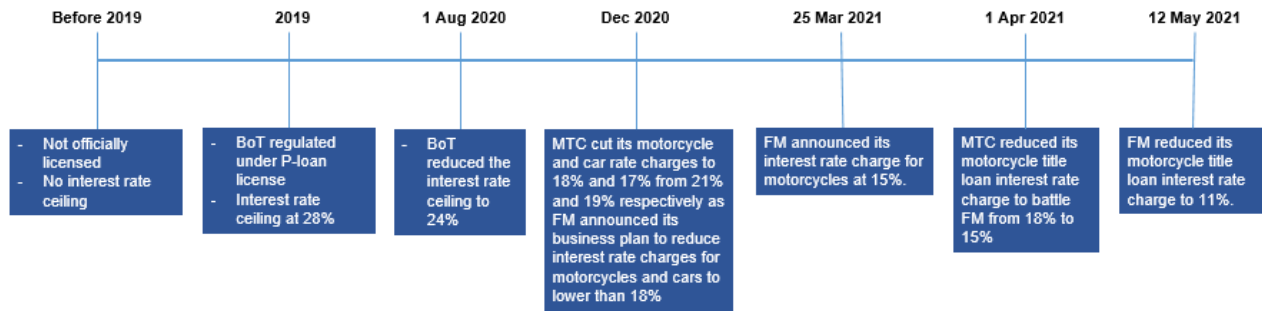 Before 2019
2019
1 Aug 2020
Dec 2020
25 Mar 2021
1 Apr 2021
12 May 2021
- Not officially
licensed
- No interest rate
ceiling
- BoT regulated
under P-loan
license
- Interest rate
ceiling at 28%
- BoT
reduced the
interest rate
ceiling to
24%
MTC cut its motorcycle
and car rate charges to
18% and 17% from 21%
and 19% respectively as
FM announced its
business plan to reduce
interest rate charges for
motorcycles and cars to
lower than 18%
FM announced its
interest rate charge for
motorcycles at 15%.
MTC reduced its
motorcycle title
loan interest rate
charge to battle
FM from 18% to
15%
FM reduced its
motorcycle title
loan interest rate
charge to 11%.